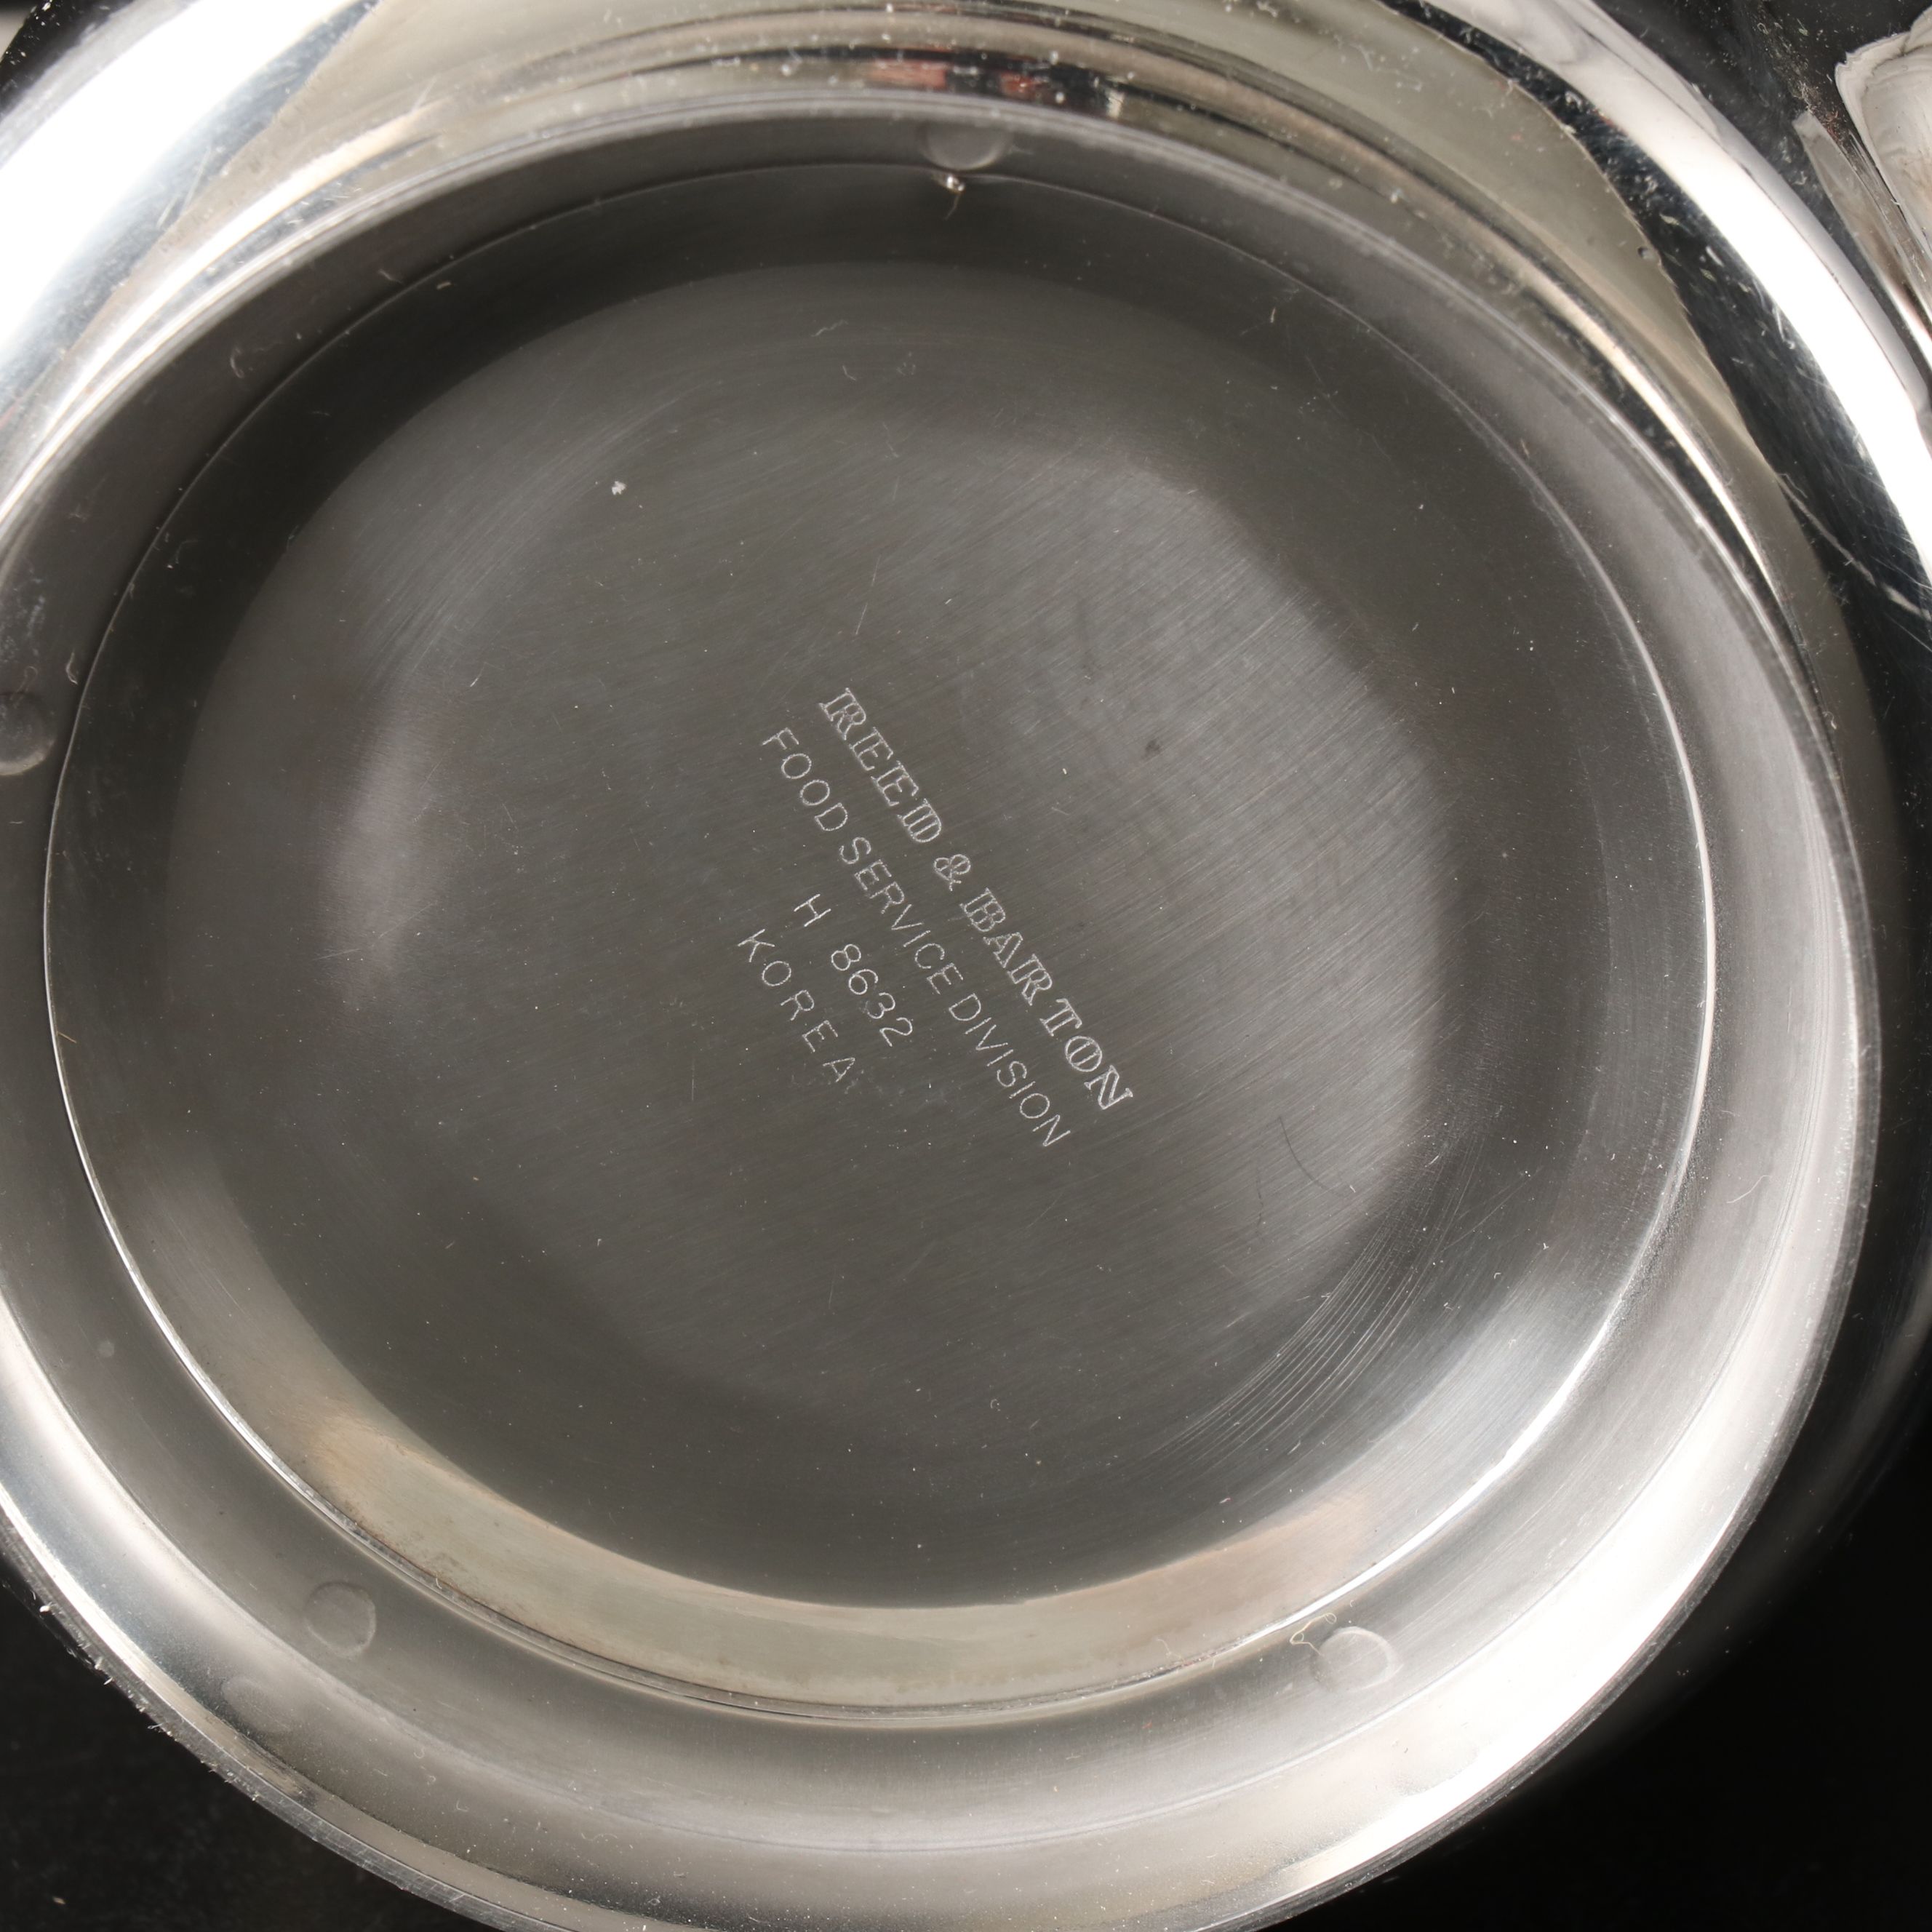 REED & BARTON
FOOD SERVICE DIVISION
H 8632
KOREA